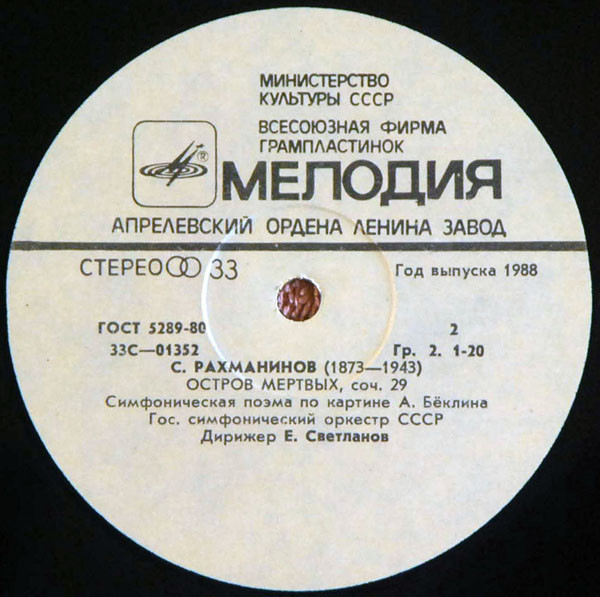 МИНИСТЕРСТВО
КУЛЬТУРЫ СССР
ВСЕСОЮЗНАЯ ФИРМА
ГРАМПЛАСТИНОК
®
МЕЛОДИЯ
АПРЕЛЕВСКИЙ ОРДЕНА ЛЕНИНА ЗАВОД
СТЕРЕО 33 Год выпуска 1988
ГОСТ 5289-80 2
33С—01352 Гр. 2. 1-20
С. РАХМАНИНОВ (1873—1943)
ОСТРОВ МЕРТВЫХ, соч. 29
Симфоническая поэма по картине А. Бёклина
Гос. симфонический оркестр СССР
Дирижер Е. Светланов